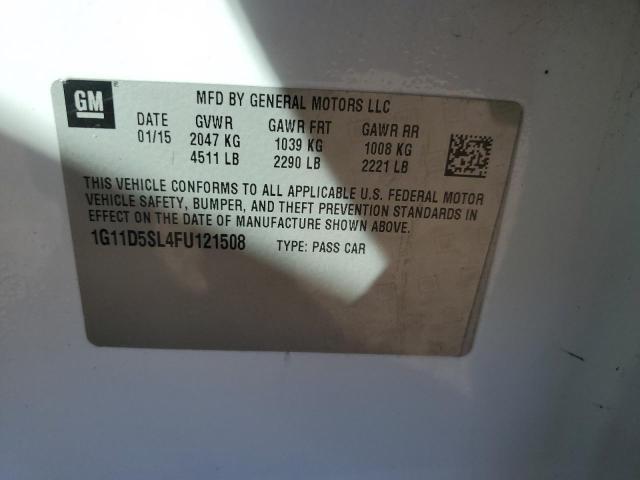 GM
MFD BY GENERAL MOTORS LLC
DATE GVWR GAWR FRT GAWR RR
01/15 2047 KG 1039 KG 1008 KG
4511 LB 2290 LB 2221 LB
THIS VEHICLE CONFORMS TO ALL APPLICABLE U.S. FEDERAL MOTOR
VEHICLE SAFETY, BUMPER, AND THEFT PREVENTION STANDARDS IN
EFFECT ON THE DATE OF MANUFACTURE SHOWN ABOVE.
1G11D5SL4FU121508 TYPE: PASS CAR